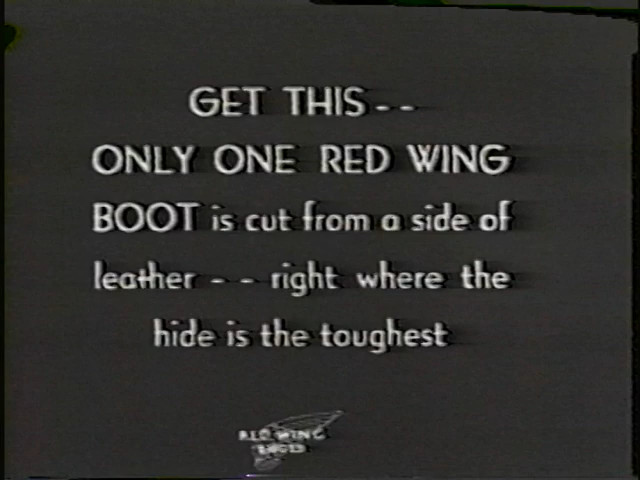 GET THIS--
ONLY ONE RED WING
BOOT is cut from a side of
leather -- right where the
hide is the toughest
RED WING
SHOES